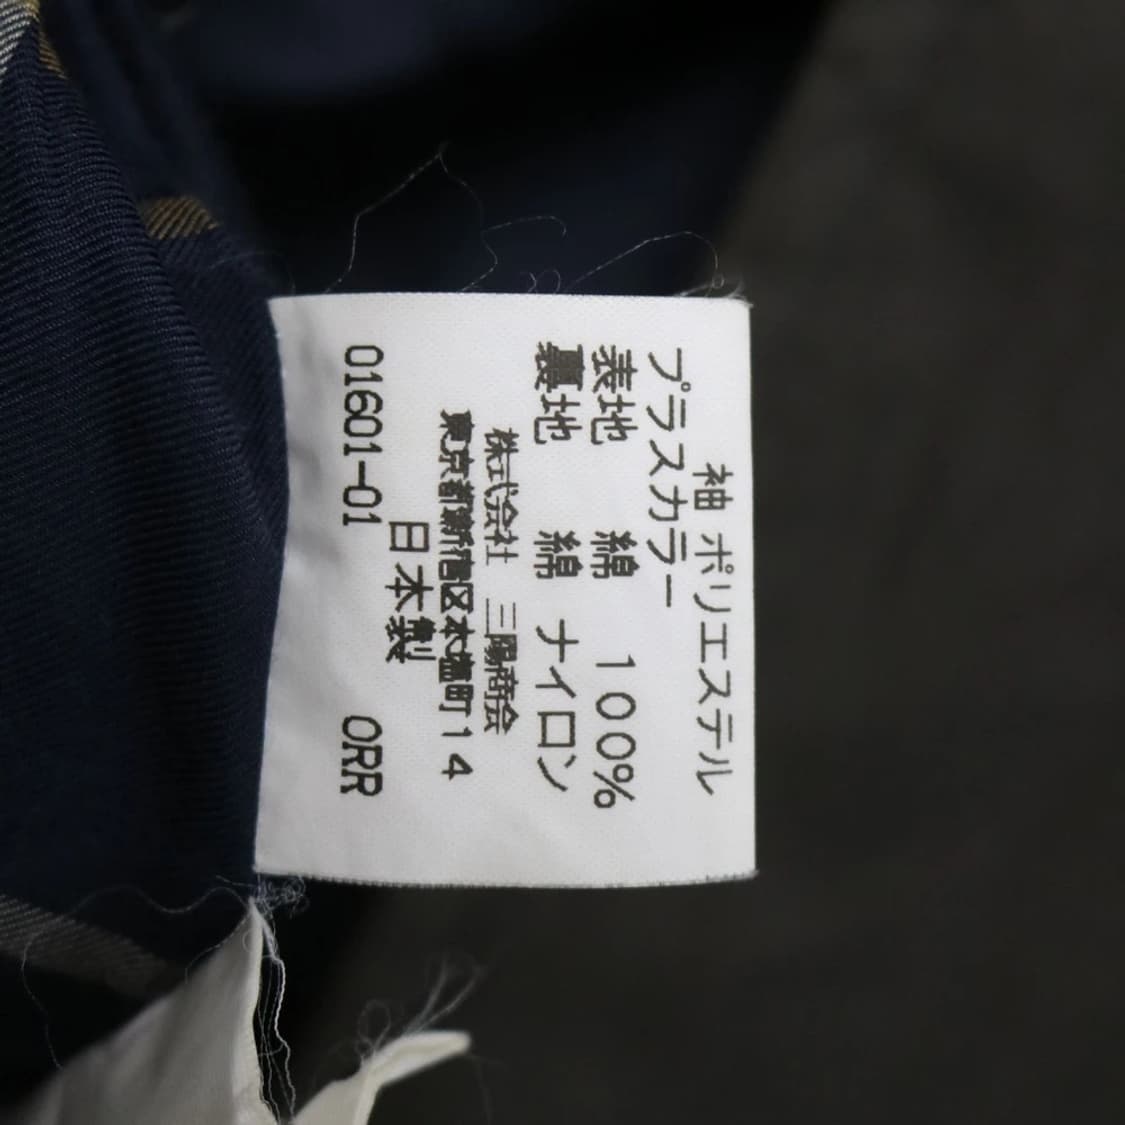 袖 ポリエステル
プラスカラー
表地 綿 100%
裏地 綿 ナイロン
株式会社 三陽商会
東京都新宿区本塩町14
日本製
01601-01 ORR